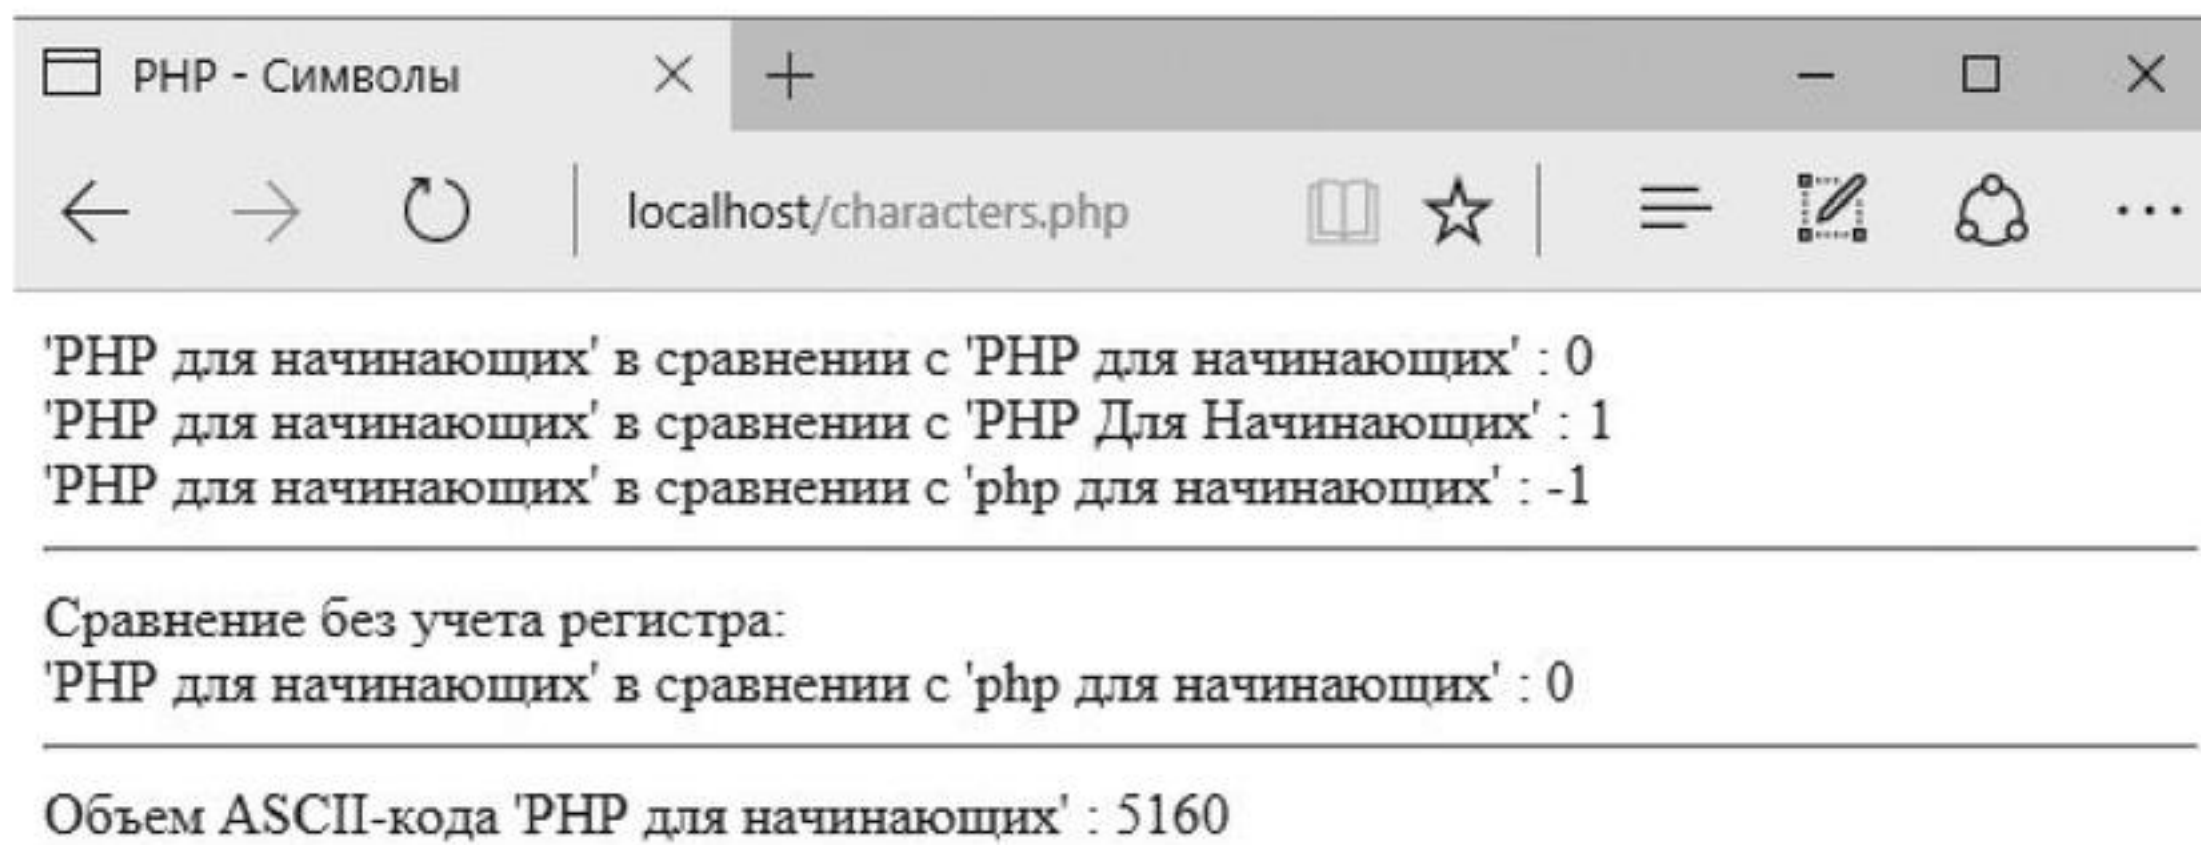 PHP - Символы
localhost/characters.php
'PHP для начинающих' в сравнении с 'PHP для начинающих' : 0
'PHP для начинающих' в сравнении с 'PHP Для Начинающих' : 1
'PHP для начинающих' в сравнении с 'php для начинающих' : -1
Сравнение без учета регистра:
'PHP для начинающих' в сравнении с 'php для начинающих' : 0
Объем ASCII-кода 'PHP для начинающих' : 5160